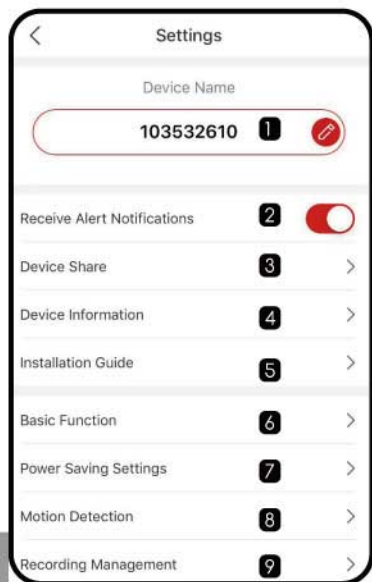 Settings
Device Name
103532610 1
Receive Alert Notifications 2
Device Share 3
Device Information 4
Installation Guide 5
Basic Function 6
Power Saving Settings 7
Motion Detection 8
Recording Management 9